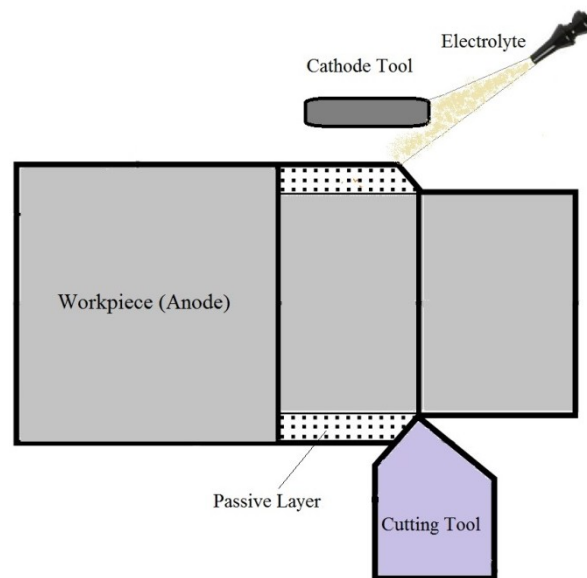 Electrolyte
Cathode Tool
Workpiece (Anode)
Passive Layer
Cutting Tool